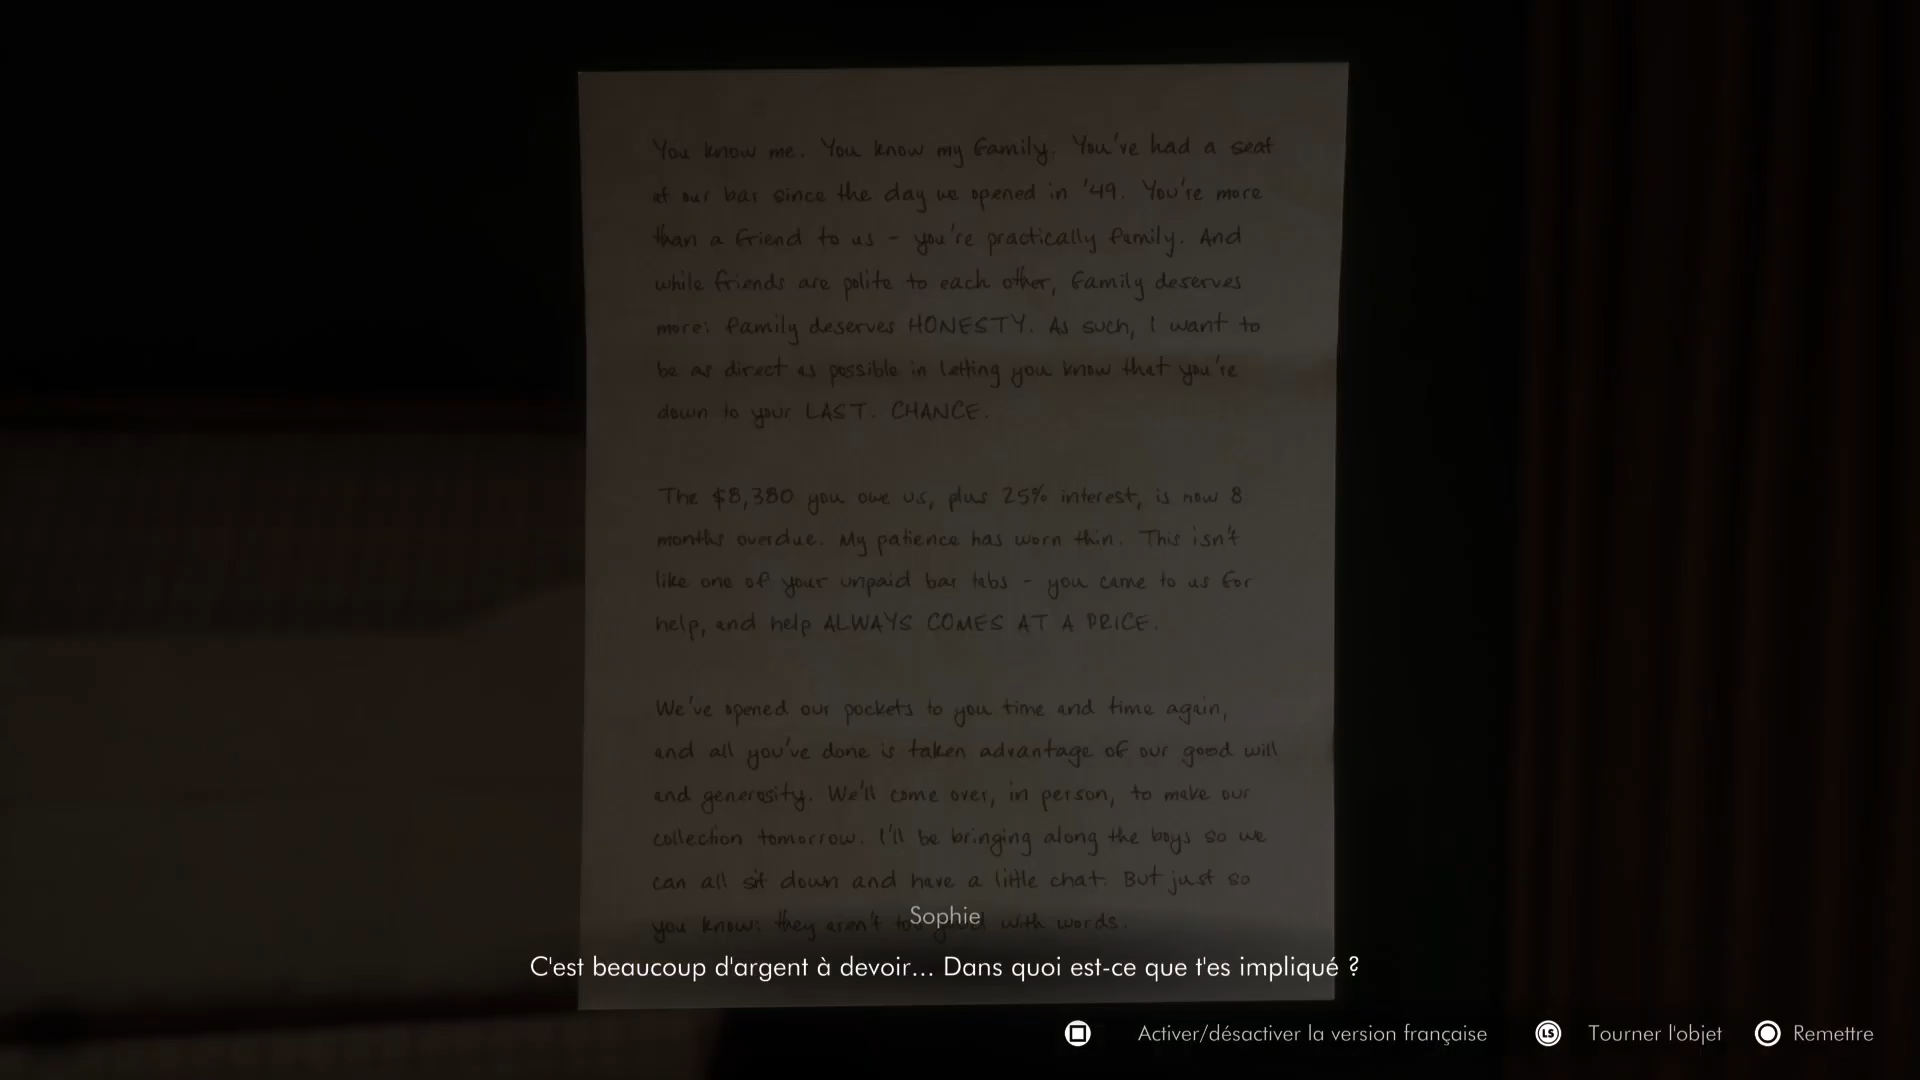 You know me. You know my family. You've had a seat
at our bar since the day we opened in '49. You're more
than a friend to us - you're practically family. And
while friends are polite to each other, family deserves
more: family deserves HONESTY. As such, I want to
be as direct as possible in letting you know that you're
down to your LAST. CHANCE.
The $8,380 you owe us, plus 25% interest, is now 8
months overdue. My patience has worn thin. This isn't
like one of your unpaid bar tabs - you came to us for
help, and help ALWAYS COMES AT A PRICE.
We've opened our pockets to you time and time again,
and all you've done is taken advantage of our good will
and generosity. We'll come over, in person, to make our
collection tomorrow. I'll be bringing along the boys so we
can all sit down and have a little chat. But just so
you know: they aren't too good with words.
Sophie
C'est beaucoup d'argent à devoir... Dans quoi est-ce que t'es impliqué ?
LS
Activer/désactiver la version française
Tourner l'objet
Remettre